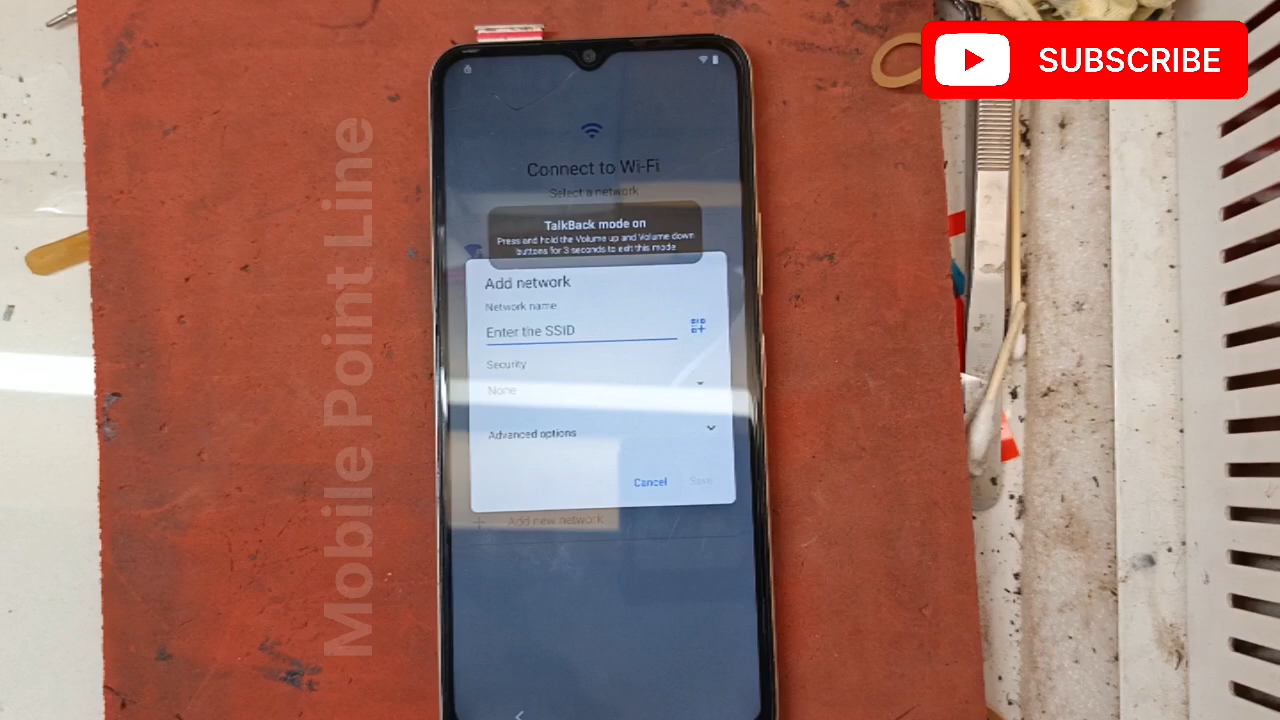 SUBSCRIBE
Connect to Wi-Fi
Select a network
TalkBack mode on
Press and hold the Volume up and Volume down
buttons for 3 seconds to exit this mode
Add network
Network name
Enter the SSID
Security
None
Advanced options
Cancel Save
Add new network
Mobile Point Line